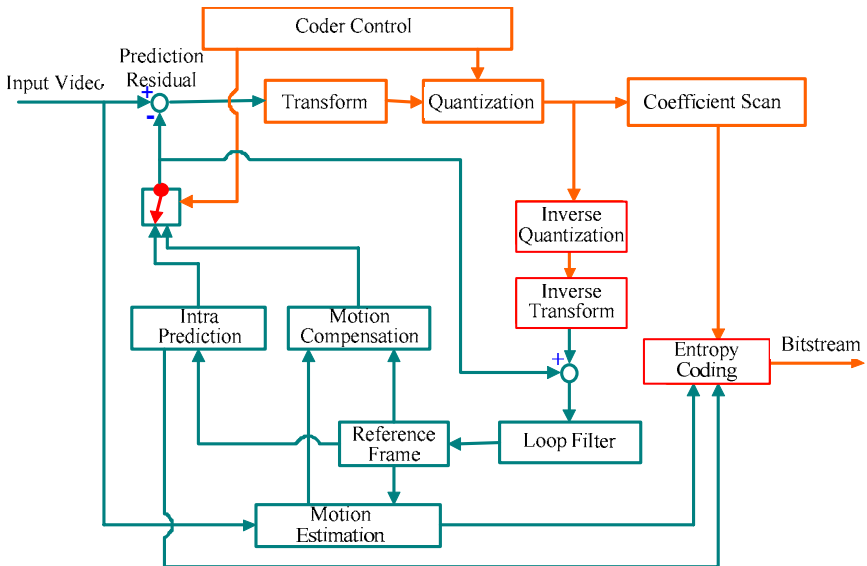 Coder Control
Prediction
Residual
Input Video
+
-
Transform
Quantization
Coefficient Scan
Inverse
Quantization
Inverse
Transform
Intra
Prediction
Motion
Compensation
+
Entropy
Coding
Bitstream
Reference
Frame
Loop Filter
Motion
Estimation